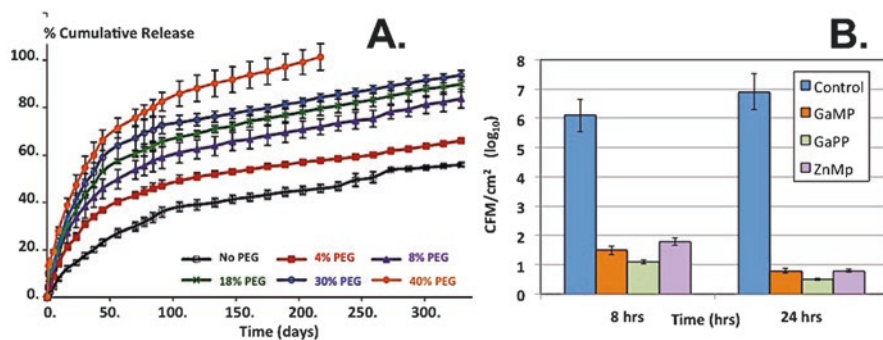 % Cumulative Release
A.
100.
80.
60.
40.
20.
0.
No PEG 4% PEG 8% PEG
18% PEG 30% PEG 40% PEG
0. 50. 100. 150. 200. 250. 300.
Time (days)
B.
CFM/cm² (log₁₀)
8
7
6
5
4
3
2
1
0
Control
GaMP
GaPP
ZnMp
8 hrs Time (hrs) 24 hrs